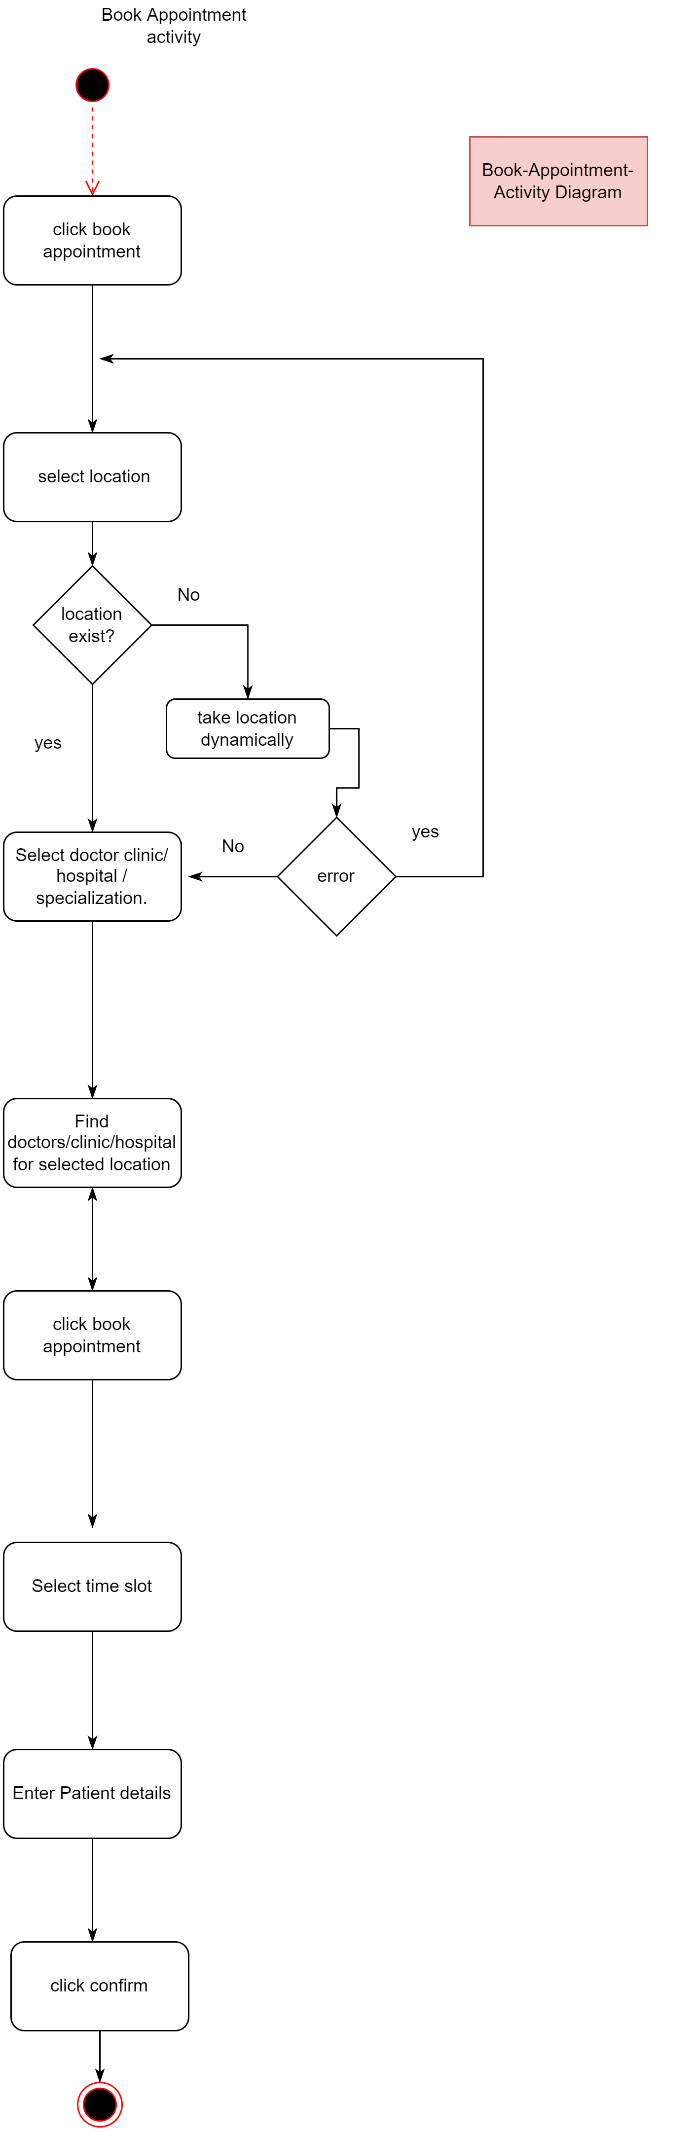 Book Appointment
activity
Book-Appointment-
Activity Diagram
click book
appointment
select location
location
exist?
No
take location
dynamically
yes
Select doctor clinic/
hospital /
specialization.
No
error
yes
Find
doctors/clinic/hospital
for selected location
click book
appointment
Select time slot
Enter Patient details
click confirm